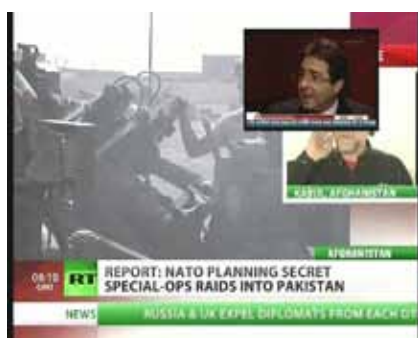 KABUL, AFGHANISTAN
AFGHANISTAN
08:10
GMT
RT
REPORT: NATO PLANNING SECRET
SPECIAL-OPS RAIDS INTO PAKISTAN
NEWS
RUSSIA & UK EXPEL DIPLOMATS FROM EACH OT